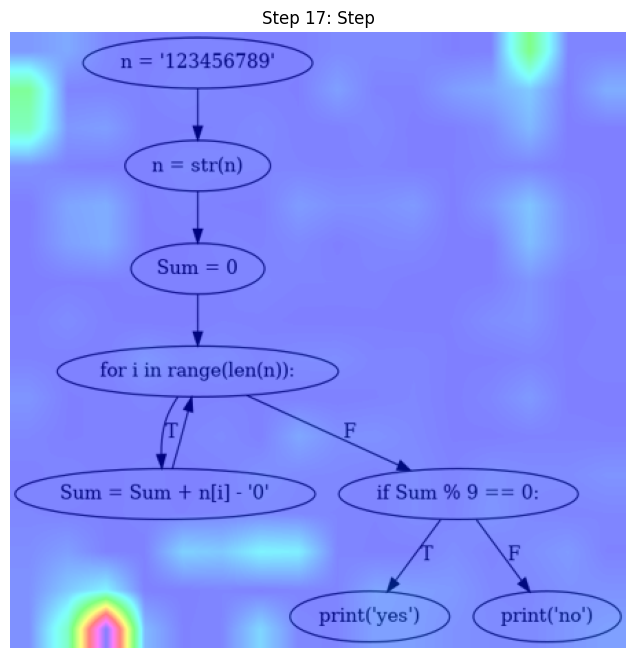 Step 17: Step
n = '123456789'
n = str(n)
Sum = 0
for i in range(len(n)):
T
F
Sum = Sum + n[i] - '0'
if Sum % 9 == 0:
T
F
print('yes')
print('no')